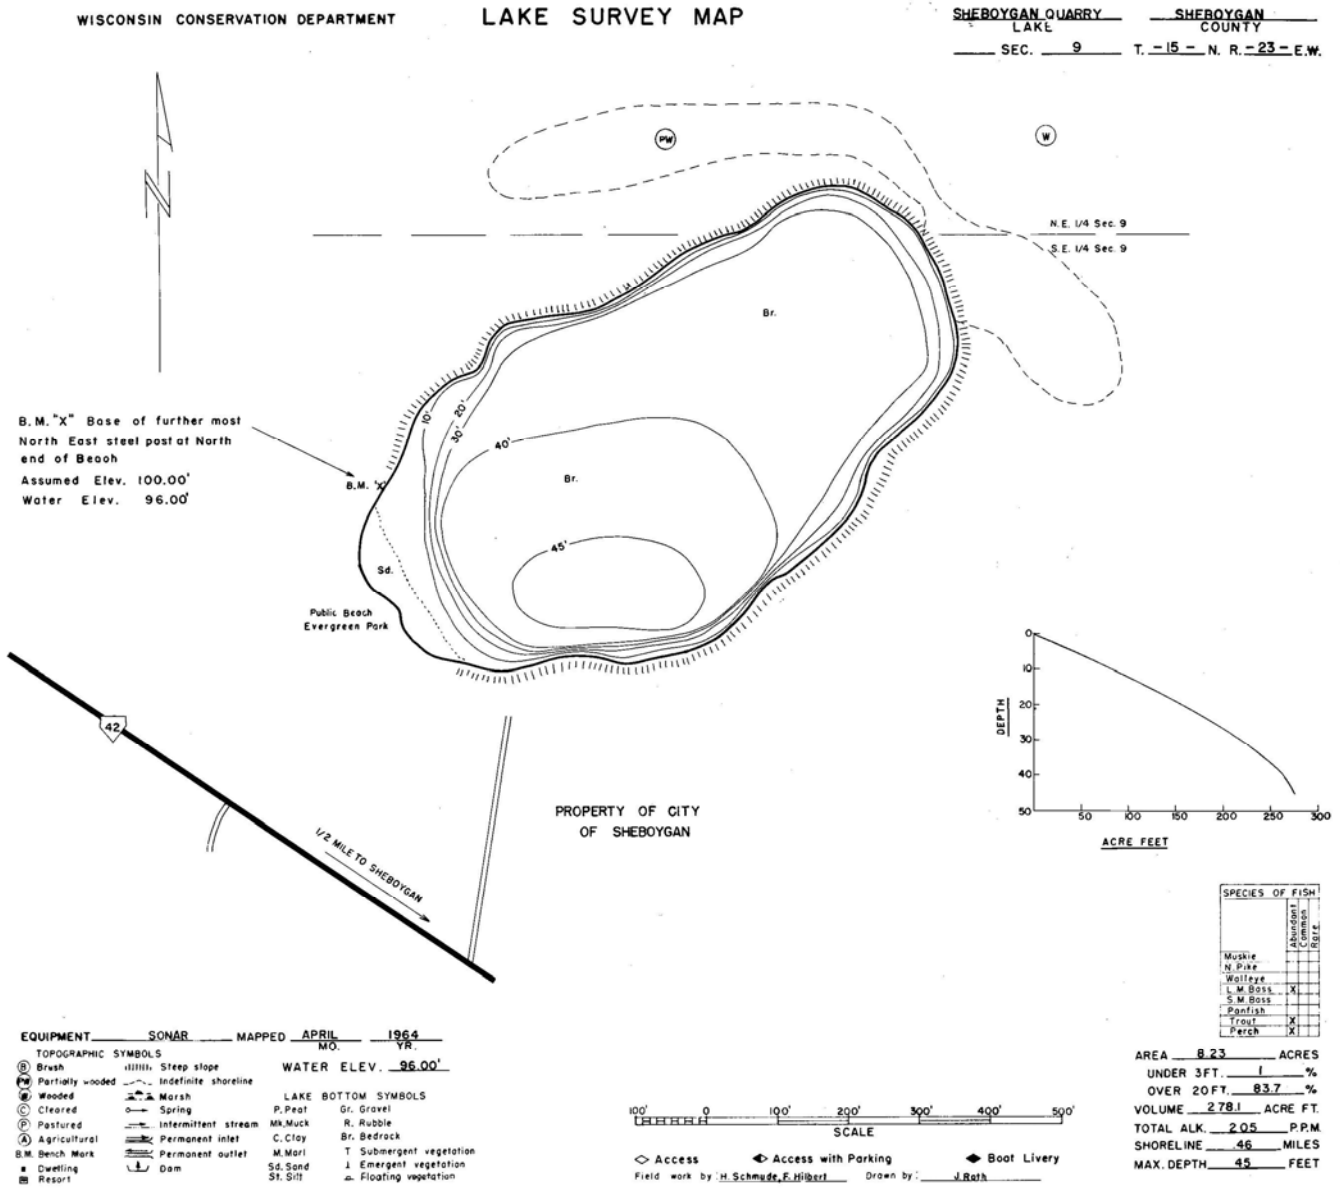 WISCONSIN CONSERVATION DEPARTMENT
LAKE SURVEY MAP
SHEBOYGAN QUARRY
LAKE
SHEBOYGAN
COUNTY
SEC. 9 T. -15- N. R. -23- E.W.
N
PW
W
N.E. 1/4 Sec. 9
S.E. 1/4 Sec. 9
Br.
10'
20'
30'
40'
Br.
45'
B.M. "X" Base of further most
North East steel post at North
end of Beach
Assumed Elev. 100.00'
Water Elev. 96.00'
B.M. 'X'
Sd.
Public Beach
Evergreen Park
42
1/2 MILE TO SHEBOYGAN
PROPERTY OF CITY
OF SHEBOYGAN
DEPTH
0
10
20
30
40
50
50 100 150 200 250 300
ACRE FEET
SPECIES OF FISH
Abundant
Common
Rare
Muskie
N. Pike
Walleye
L.M. Bass X
S.M. Bass
Panfish
Trout X
Perch X
EQUIPMENT SONAR MAPPED APRIL 1964
MO. YR.
WATER ELEV. 96.00'
TOPOGRAPHIC SYMBOLS
B Brush
PW Partially wooded
W Wooded
C Cleared
P Pastured
A Agricultural
B.M. Bench Mark
Dwelling
Resort
Steep slope
Indefinite shoreline
Marsh
Spring
Intermittent stream
Permanent inlet
Permanent outlet
Dam
LAKE BOTTOM SYMBOLS
P. Peat
Mk. Muck
C. Clay
M. Marl
Sd. Sand
St. Silt
Gr. Gravel
R. Rubble
Br. Bedrock
T Submergent vegetation
⊥ Emergent vegetation
Floating vegetation
100' 0 100' 200' 300' 400' 500'
SCALE
Access Access with Parking Boat Livery
Field work by: H. Schmude, F. Hilbert Drawn by: J. Roth
AREA 8.23 ACRES
UNDER 3FT. 1 %
OVER 20FT. 83.7 %
VOLUME 278.1 ACRE FT.
TOTAL ALK. 205 P.P.M.
SHORELINE .46 MILES
MAX. DEPTH 45 FEET